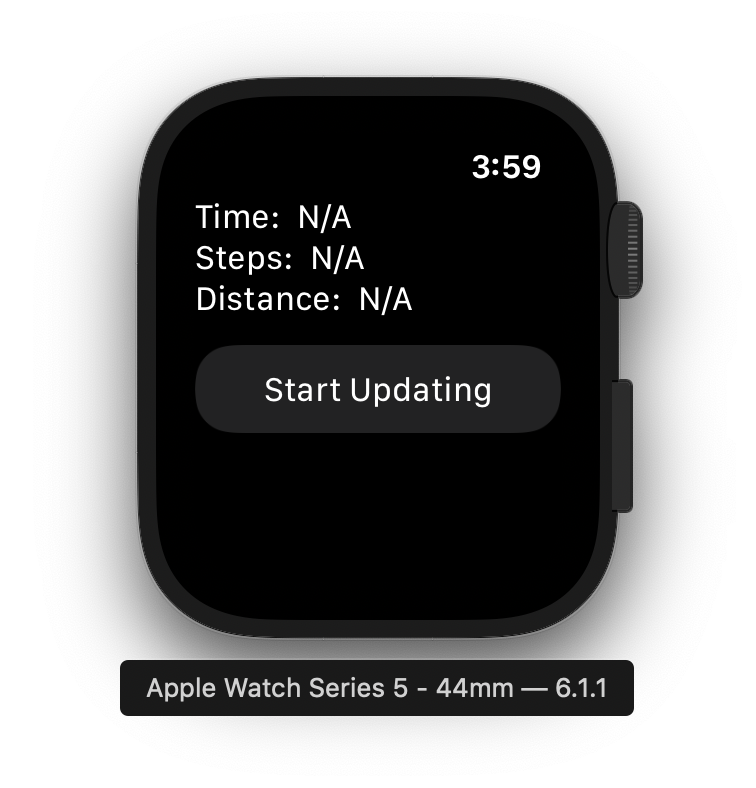 3:59
Time: N/A
Steps: N/A
Distance: N/A
Start Updating
Apple Watch Series 5 - 44mm — 6.1.1